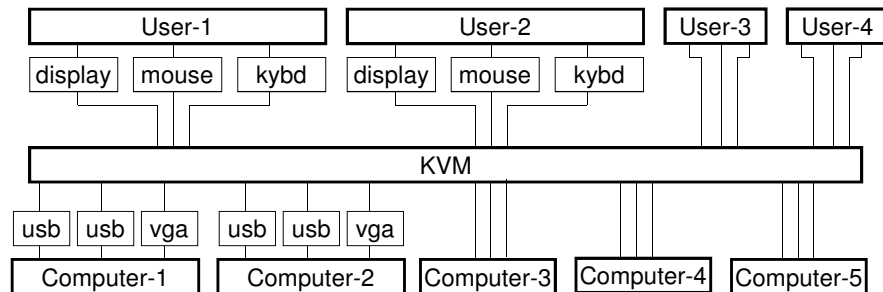 User-1 User-2 User-3 User-4
display mouse kybd display mouse kybd
KVM
usb usb vga usb usb vga
Computer-1 Computer-2 Computer-3 Computer-4 Computer-5